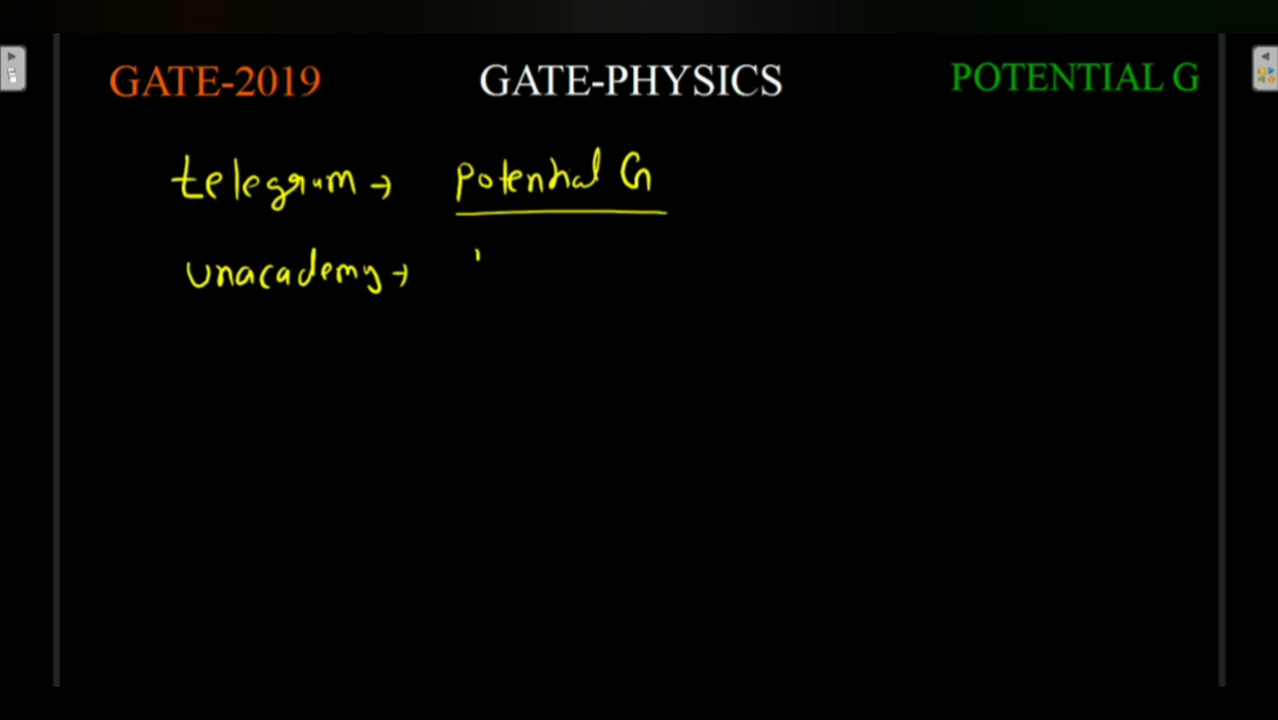 GATE-2019 GATE-PHYSICS POTENTIAL G
telegram → potential G
unacademy →